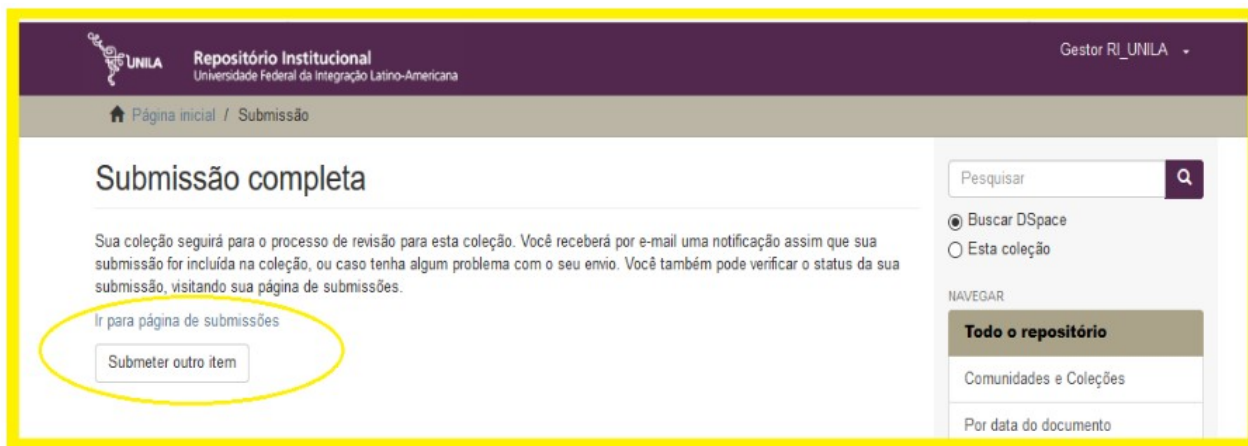 UNILA
Repositório Institucional
Universidade Federal da Integração Latino-Americana
Gestor RI_UNILA
Página inicial / Submissão
Submissão completa
Sua coleção seguirá para o processo de revisão para esta coleção. Você receberá por e-mail uma notificação assim que sua
submissão for incluída na coleção, ou caso tenha algum problema com o seu envio. Você também pode verificar o status da sua
submissão, visitando sua página de submissões.
Ir para página de submissões
Submeter outro item
Pesquisar
Buscar DSpace
Esta coleção
NAVEGAR
Todo o repositório
Comunidades e Coleções
Por data do documento